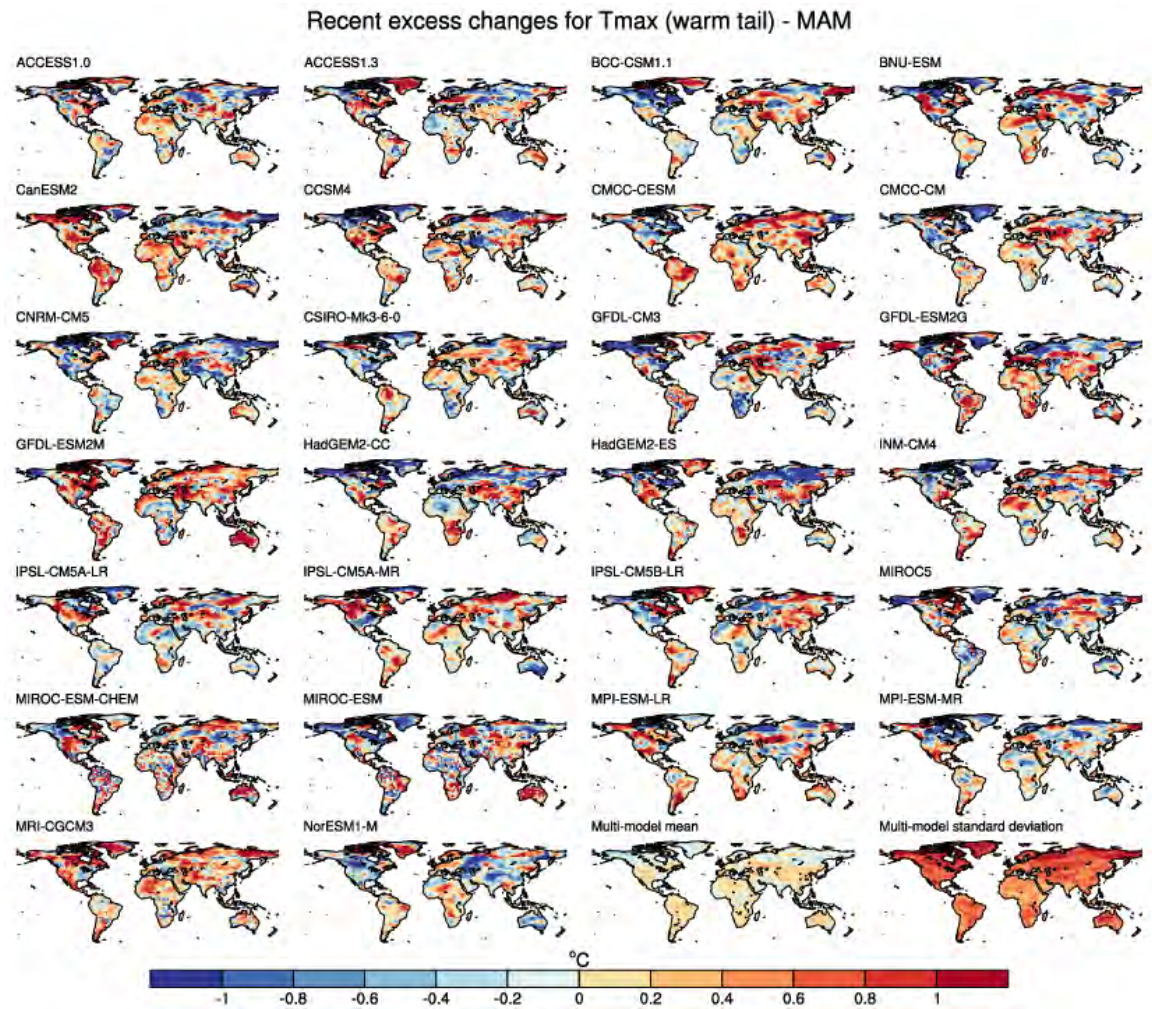 Recent excess changes for Tmax (warm tail) - MAM
ACCESS1.0 ACCESS1.3 BCC-CSM1.1 BNU-ESM
CanESM2 CCSM4 CMCC-CESM CMCC-CM
CNRM-CM5 CSIRO-Mk3-6-0 GFDL-CM3 GFDL-ESM2G
GFDL-ESM2M HadGEM2-CC HadGEM2-ES INM-CM4
IPSL-CM5A-LR IPSL-CM5A-MR IPSL-CM5B-LR MIROC5
MIROC-ESM-CHEM MIROC-ESM MPI-ESM-LR MPI-ESM-MR
MRI-CGCM3 NorESM1-M Multi-model mean Multi-model standard deviation
°C
-1 -0.8 -0.6 -0.4 -0.2 0 0.2 0.4 0.6 0.8 1